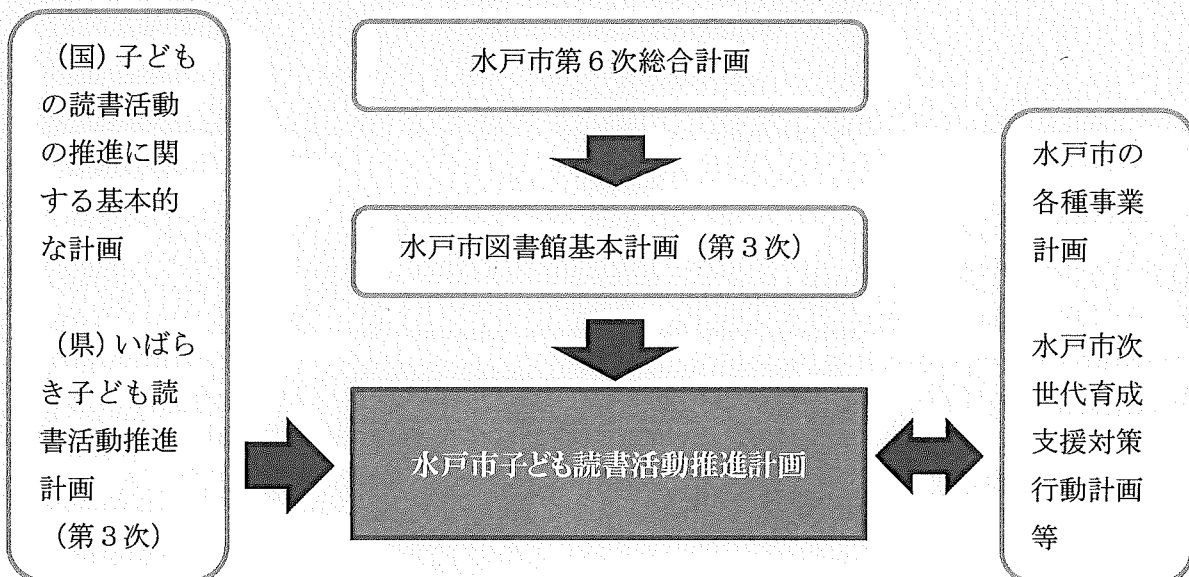 （国）子ども
の読書活動
の推進に関
する基本的
な計画
（県）いばら
き子ども読
書活動推進
計画
（第３次）
水戸市第６次総合計画
水戸市図書館基本計画（第３次）
水戸市子ども読書活動推進計画
水戸市の
各種事業
計画
水戸市次
世代育成
支援対策
行動計画
等